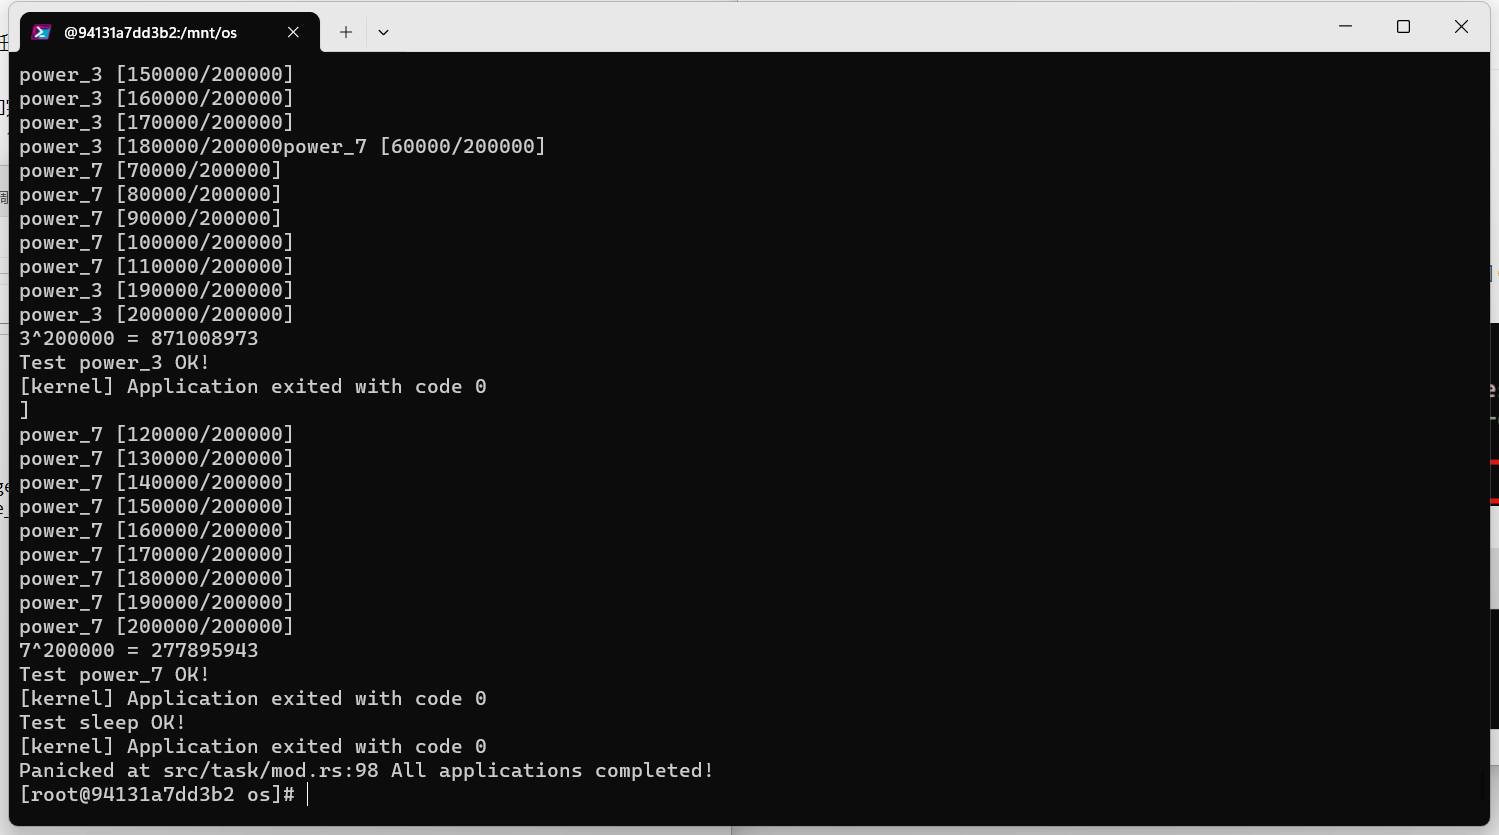 @94131a7dd3b2:/mnt/os
power_3 [150000/200000]
power_3 [160000/200000]
power_3 [170000/200000]
power_3 [180000/200000power_7 [60000/200000]
power_7 [70000/200000]
power_7 [80000/200000]
power_7 [90000/200000]
power_7 [100000/200000]
power_7 [110000/200000]
power_3 [190000/200000]
power_3 [200000/200000]
3^200000 = 871008973
Test power_3 OK!
[kernel] Application exited with code 0
]
power_7 [120000/200000]
power_7 [130000/200000]
power_7 [140000/200000]
power_7 [150000/200000]
power_7 [160000/200000]
power_7 [170000/200000]
power_7 [180000/200000]
power_7 [190000/200000]
power_7 [200000/200000]
7^200000 = 277895943
Test power_7 OK!
[kernel] Application exited with code 0
Test sleep OK!
[kernel] Application exited with code 0
Panicked at src/task/mod.rs:98 All applications completed!
[root@94131a7dd3b2 os]#